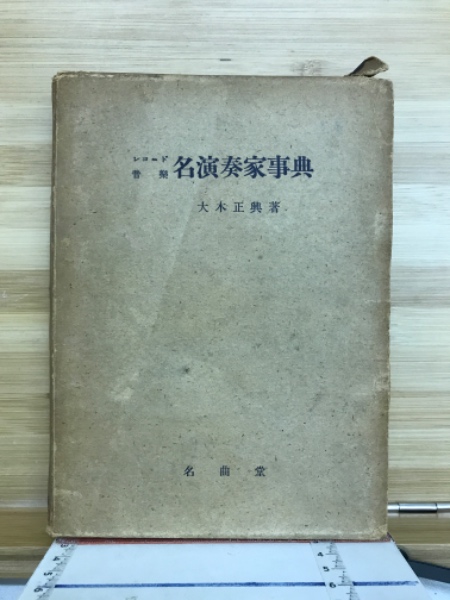 レコード
音楽 名演奏家事典
大木正興著
名曲堂